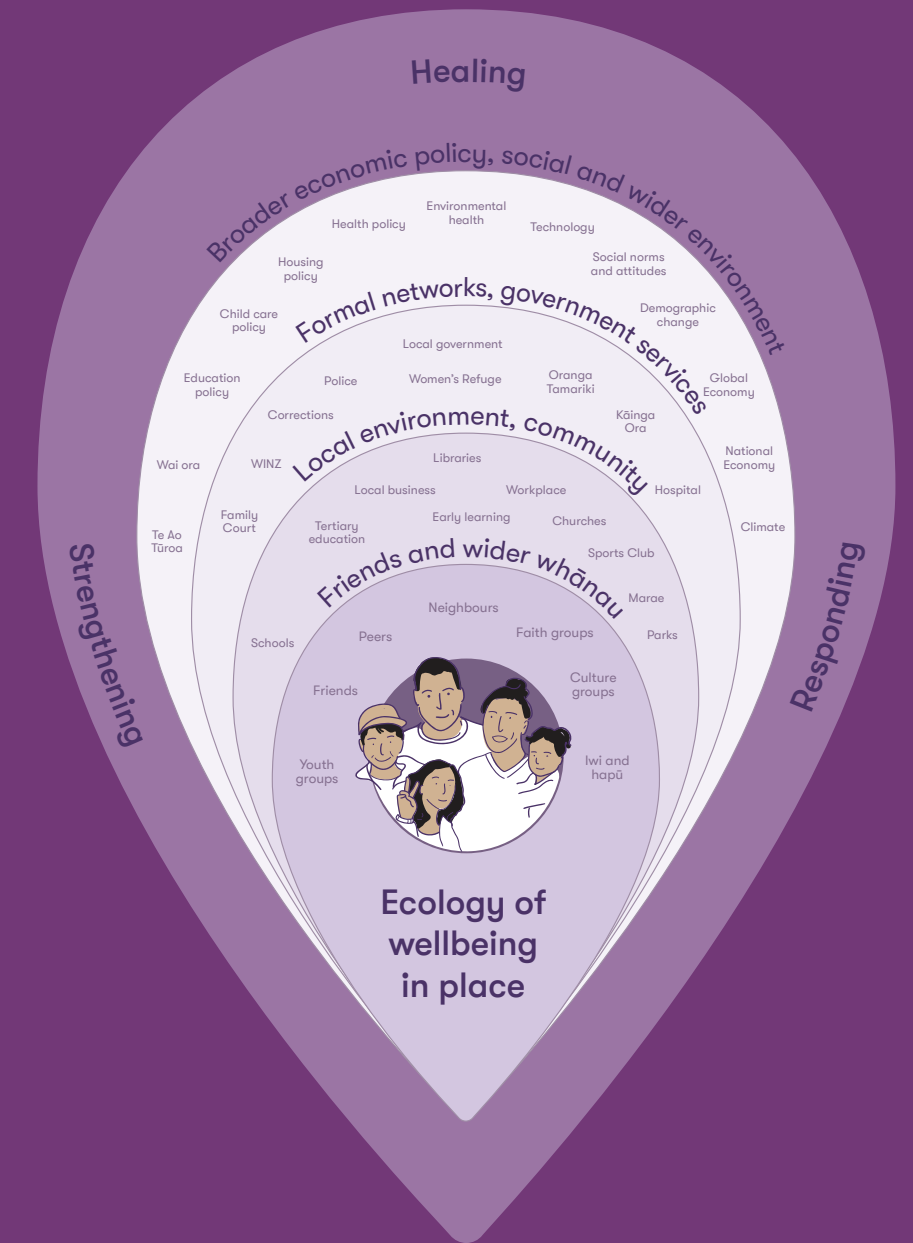 Healing
Broader economic policy, social and wider environment
Environmental
health
Health policy
Technology
Housing
policy
Social norms
and attitudes
Child care
policy
Demographic
change
Education
policy
Global
Economy
Wai ora
National
Economy
Te Ao
Tūroa
Climate
Formal networks, government services
Local government
Police
Women's Refuge
Oranga
Tamariki
Corrections
Kāinga
Ora
WINZ
Hospital
Family
Court
Local environment, community
Libraries
Local business
Workplace
Tertiary
education
Early learning
Churches
Sports Club
Marae
Schools
Parks
Friends and wider whānau
Neighbours
Peers
Faith groups
Friends
Culture
groups
Youth
groups
Iwi and
hapū
Strengthening
Responding
Ecology of
wellbeing
in place